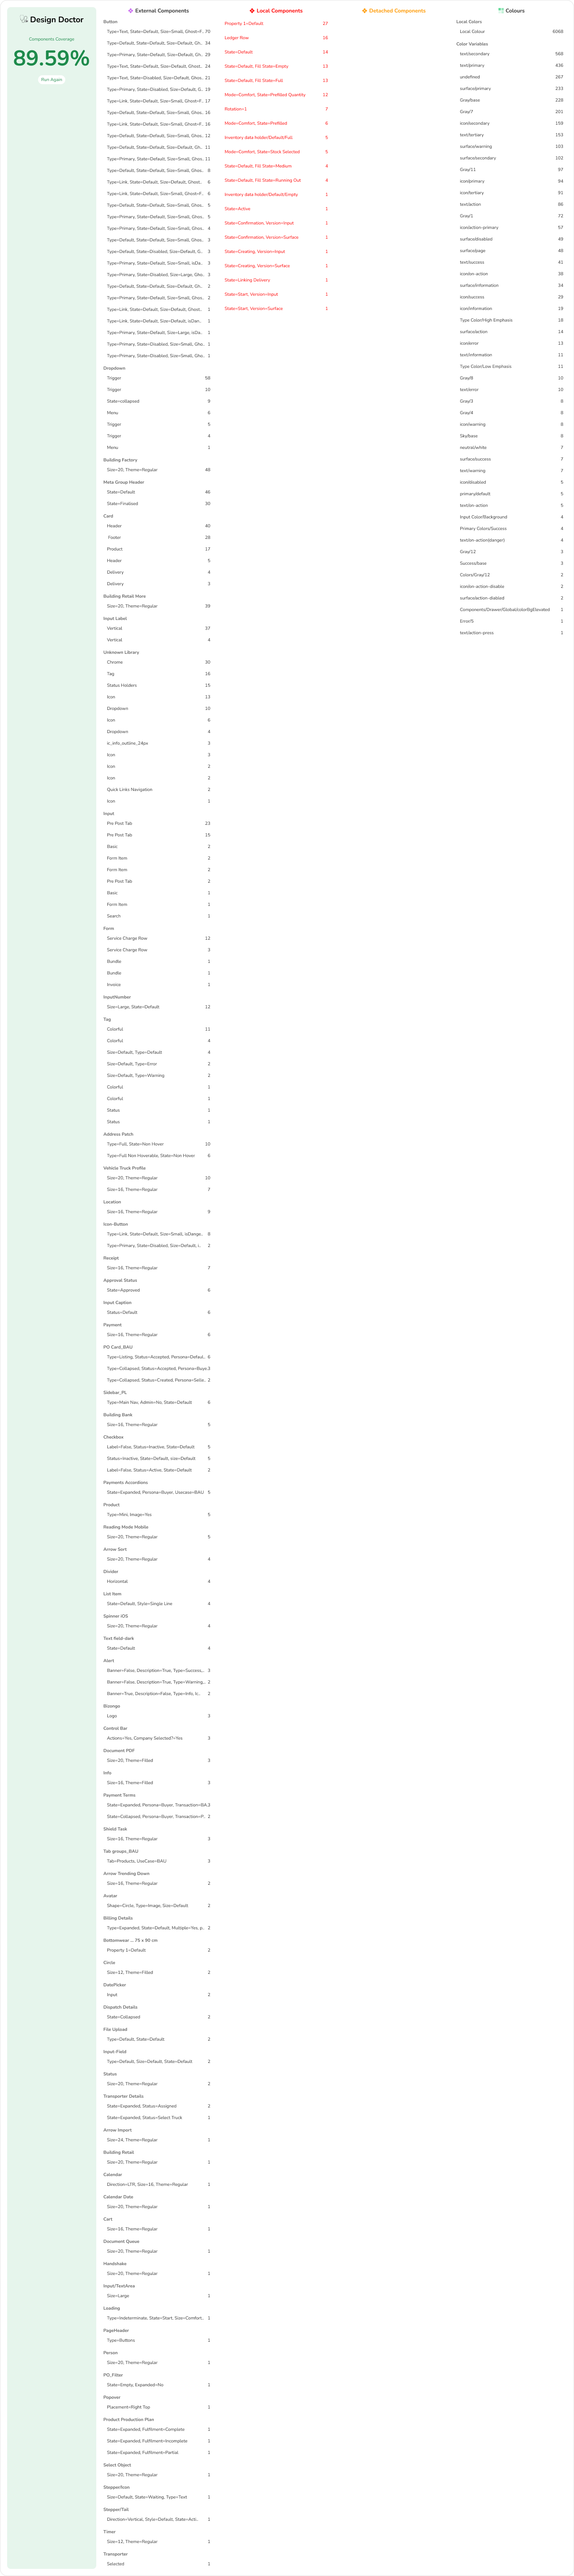 Design Doctor
Components Coverage
89.59%
Run Again
External Components
Button
Type=Text, State=Default, Size=Small, Ghost=F.. 70
Type=Default, State=Default, Size=Default, Gh.. 34
Type=Primary, State=Default, Size=Default, Gh.. 29
Type=Text, State=Default, Size=Default, Ghost.. 24
Type=Text, State=Disabled, Size=Default, Ghos.. 21
Type=Primary, State=Disabled, Size=Default, G.. 19
Type=Link, State=Default, Size=Small, Ghost=F.. 17
Type=Default, State=Default, Size=Small, Ghos.. 16
Type=Link, State=Default, Size=Small, Ghost=F.. 16
Type=Default, State=Default, Size=Small, Ghos.. 12
Type=Default, State=Default, Size=Default, Gh.. 11
Type=Primary, State=Default, Size=Small, Ghos.. 11
Type=Default, State=Default, Size=Small, Ghos.. 8
Type=Link, State=Default, Size=Default, Ghost.. 6
Type=Link, State=Default, Size=Small, Ghost=F.. 6
Type=Default, State=Default, Size=Small, Ghos.. 5
Type=Primary, State=Default, Size=Small, Ghos.. 5
Type=Primary, State=Default, Size=Small, Ghos.. 4
Type=Default, State=Default, Size=Small, Ghos.. 3
Type=Default, State=Disabled, Size=Default, G.. 3
Type=Primary, State=Default, Size=Small, isDa.. 3
Type=Primary, State=Disabled, Size=Large, Gho.. 3
Type=Default, State=Default, Size=Default, Gh.. 2
Type=Primary, State=Default, Size=Small, Ghos.. 2
Type=Link, State=Default, Size=Default, Ghost.. 1
Type=Link, State=Default, Size=Default, isDan.. 1
Type=Primary, State=Default, Size=Large, isDa.. 1
Type=Primary, State=Disabled, Size=Small, Gho.. 1
Type=Primary, State=Disabled, Size=Small, Gho.. 1
Dropdown
Trigger 58
Trigger 10
State=collapsed 9
Menu 6
Trigger 5
Trigger 4
Menu 1
Building Factory
Size=20, Theme=Regular 48
Meta Group Header
State=Default 46
State=Finalised 30
Card
Header 40
Footer 28
Product 17
Header 5
Delivery 4
Delivery 3
Building Retail More
Size=20, Theme=Regular 39
Input Label
Vertical 37
Vertical 4
Unknown Library
Chrome 30
Tag 16
Status Holders 15
Icon 13
Dropdown 10
Icon 6
Dropdown 4
ic_info_outline_24px 3
Icon 3
Icon 2
Icon 2
Quick Links Navigation 2
Icon 1
Input
Pre Post Tab 23
Pre Post Tab 15
Basic 2
Form Item 2
Form Item 2
Pre Post Tab 2
Basic 1
Form Item 1
Search 1
Form
Service Charge Row 12
Service Charge Row 3
Bundle 1
Bundle 1
Invoice 1
InputNumber
Size=Large, State=Default 12
Tag
Colorful 11
Colorful 4
Size=Default, Type=Default 4
Size=Default, Type=Error 2
Size=Default, Type=Warning 2
Colorful 1
Colorful 1
Status 1
Status 1
Address Patch
Type=Full, State=Non Hover 10
Type=Full Non Hoverable, State=Non Hover 6
Vehicle Truck Profile
Size=20, Theme=Regular 10
Size=16, Theme=Regular 7
Location
Size=16, Theme=Regular 9
Icon-Button
Type=Link, State=Default, Size=Small, isDange.. 8
Type=Primary, State=Disabled, Size=Default, i.. 2
Receipt
Size=16, Theme=Regular 7
Approval Status
State=Approved 6
Input Caption
Status=Default 6
Payment
Size=16, Theme=Regular 6
PO Card_BAU
Type=Listing, Status=Accepted, Persona=Defaul.. 6
Type=Collapsed, Status=Accepted, Persona=Buye.. 3
Type=Collapsed, Status=Created, Persona=Selle.. 1
Sidebar_PL
Type=Main Nav, Admin=No, State=Default 6
Building Bank
Size=16, Theme=Regular 5
Checkbox
Label=False, Status=Inactive, State=Default 5
Status=Inactive, State=Default, size=Default 5
Label=False, Status=Active, State=Default 2
Payments Accordions
State=Expanded, Persona=Buyer, Usecase=BAU 5
Product
Type=Mini, Image=Yes 5
Reading Mode Mobile
Size=20, Theme=Regular 5
Arrow Sort
Size=20, Theme=Regular 4
Divider
Horizontal 4
List Item
State=Default, Style=Single Line 4
Spinner iOS
Size=20, Theme=Regular 4
Text field-dark
State=Default 4
Alert
Banner=False, Description=True, Type=Success,.. 3
Banner=False, Description=True, Type=Warning,.. 2
Banner=True, Description=False, Type=Info, Ic.. 2
Bizongo
Logo 3
Control Bar
Actions=Yes, Company Selected?=Yes 3
Document PDF
Size=20, Theme=Filled 3
Info
Size=16, Theme=Filled 3
Payment Terms
State=Expanded, Persona=Buyer, Transaction=BA.. 3
State=Collapsed, Persona=Buyer, Transaction=P.. 2
Shield Task
Size=16, Theme=Regular 3
Tab groups_BAU
Tab=Products, UseCase=BAU 3
Arrow Trending Down
Size=16, Theme=Regular 2
Avatar
Shape=Circle, Type=Image, Size=Default 2
Billing Details
Type=Expanded, State=Default, Multiple=Yes, p.. 2
Bottomwear ... 75 x 90 cm
Property 1=Default 2
Circle
Size=12, Theme=Filled 2
DatePicker
Input 2
Dispatch Details
State=Collapsed 2
File Upload
Type=Default, State=Default 2
Input-Field
Type=Default, Size=Default, State=Default 2
Status
Size=20, Theme=Regular 2
Transporter Details
State=Expanded, Status=Assigned 2
State=Expanded, Status=Select Truck 1
Arrow Import
Size=24, Theme=Regular 1
Building Retail
Size=20, Theme=Regular 1
Calendar
Direction=LTR, Size=16, Theme=Regular 1
Calendar Date
Size=20, Theme=Regular 1
Cart
Size=16, Theme=Regular 1
Document Queue
Size=20, Theme=Regular 1
Handshake
Size=20, Theme=Regular 1
Input/TextArea
Size=Large 1
Loading
Type=Indeterminate, State=Start, Size=Comfort.. 1
PageHeader
Type=Buttons 1
Person
Size=20, Theme=Regular 1
PO_Filter
State=Empty, Expanded=No 1
Popover
Placement=Right Top 1
Product Production Plan
State=Expanded, Fulfilment=Complete 1
State=Expanded, Fulfilment=Incomplete 1
State=Expanded, Fulfilment=Partial 1
Select Object
Size=20, Theme=Regular 1
Stepper/Icon
Size=Default, State=Waiting, Type=Text 1
Stepper/Tail
Direction=Vertical, Style=Default, State=Acti.. 1
Timer
Size=12, Theme=Regular 1
Transporter
Selected 1
Local Components
Property 1=Default 27
Ledger Row 16
State=Default 14
State=Default, Fill State=Empty 13
State=Default, Fill State=Full 13
Mode=Comfort, State=Prefilled Quantity 12
Rotation=1 7
Mode=Comfort, State=Prefilled 6
Inventory data holder/Default/Full 5
Mode=Comfort, State=Stock Selected 5
State=Default, Fill State=Medium 4
State=Default, Fill State=Running Out 4
Inventory data holder/Default/Empty 1
State=Active 1
State=Confirmation, Version=Input 1
State=Confirmation, Version=Surface 1
State=Creating, Version=Input 1
State=Creating, Version=Surface 1
State=Linking Delivery 1
State=Start, Version=Input 1
State=Start, Version=Surface 1
Detached Components
Colours
Local Colors
Local Colour 6068
Color Variables
text/secondary 568
text/primary 436
undefined 267
surface/primary 233
Gray/base 228
Gray/7 201
icon/secondary 159
text/tertiary 153
surface/warning 103
surface/secondary 102
Gray/11 97
icon/primary 94
icon/tertiary 91
text/action 86
Gray/1 72
icon/action-primary 57
surface/disabled 49
surface/page 48
text/success 41
icon/on-action 38
surface/information 34
icon/success 28
icon/information 19
Type Color/High Emphasis 18
surface/action 14
icon/error 13
text/information 11
Type Color/Low Emphasis 11
Gray/8 10
text/error 10
Gray/3 8
Gray/4 8
icon/warning 8
Sky/base 8
neutral/white 7
surface/success 7
text/warning 7
icon/disabled 5
primary/default 5
text/on-action 5
Input Color/Background 4
Primary Colors/Success 4
text/on-action(danger) 4
Gray/12 3
Success/base 3
Colors/Gray/12 2
icon/on-action disable 2
surface/action-diabled 2
Components/Drawer/Global/colorBgElevated 1
Error/5 1
text/action-press 1